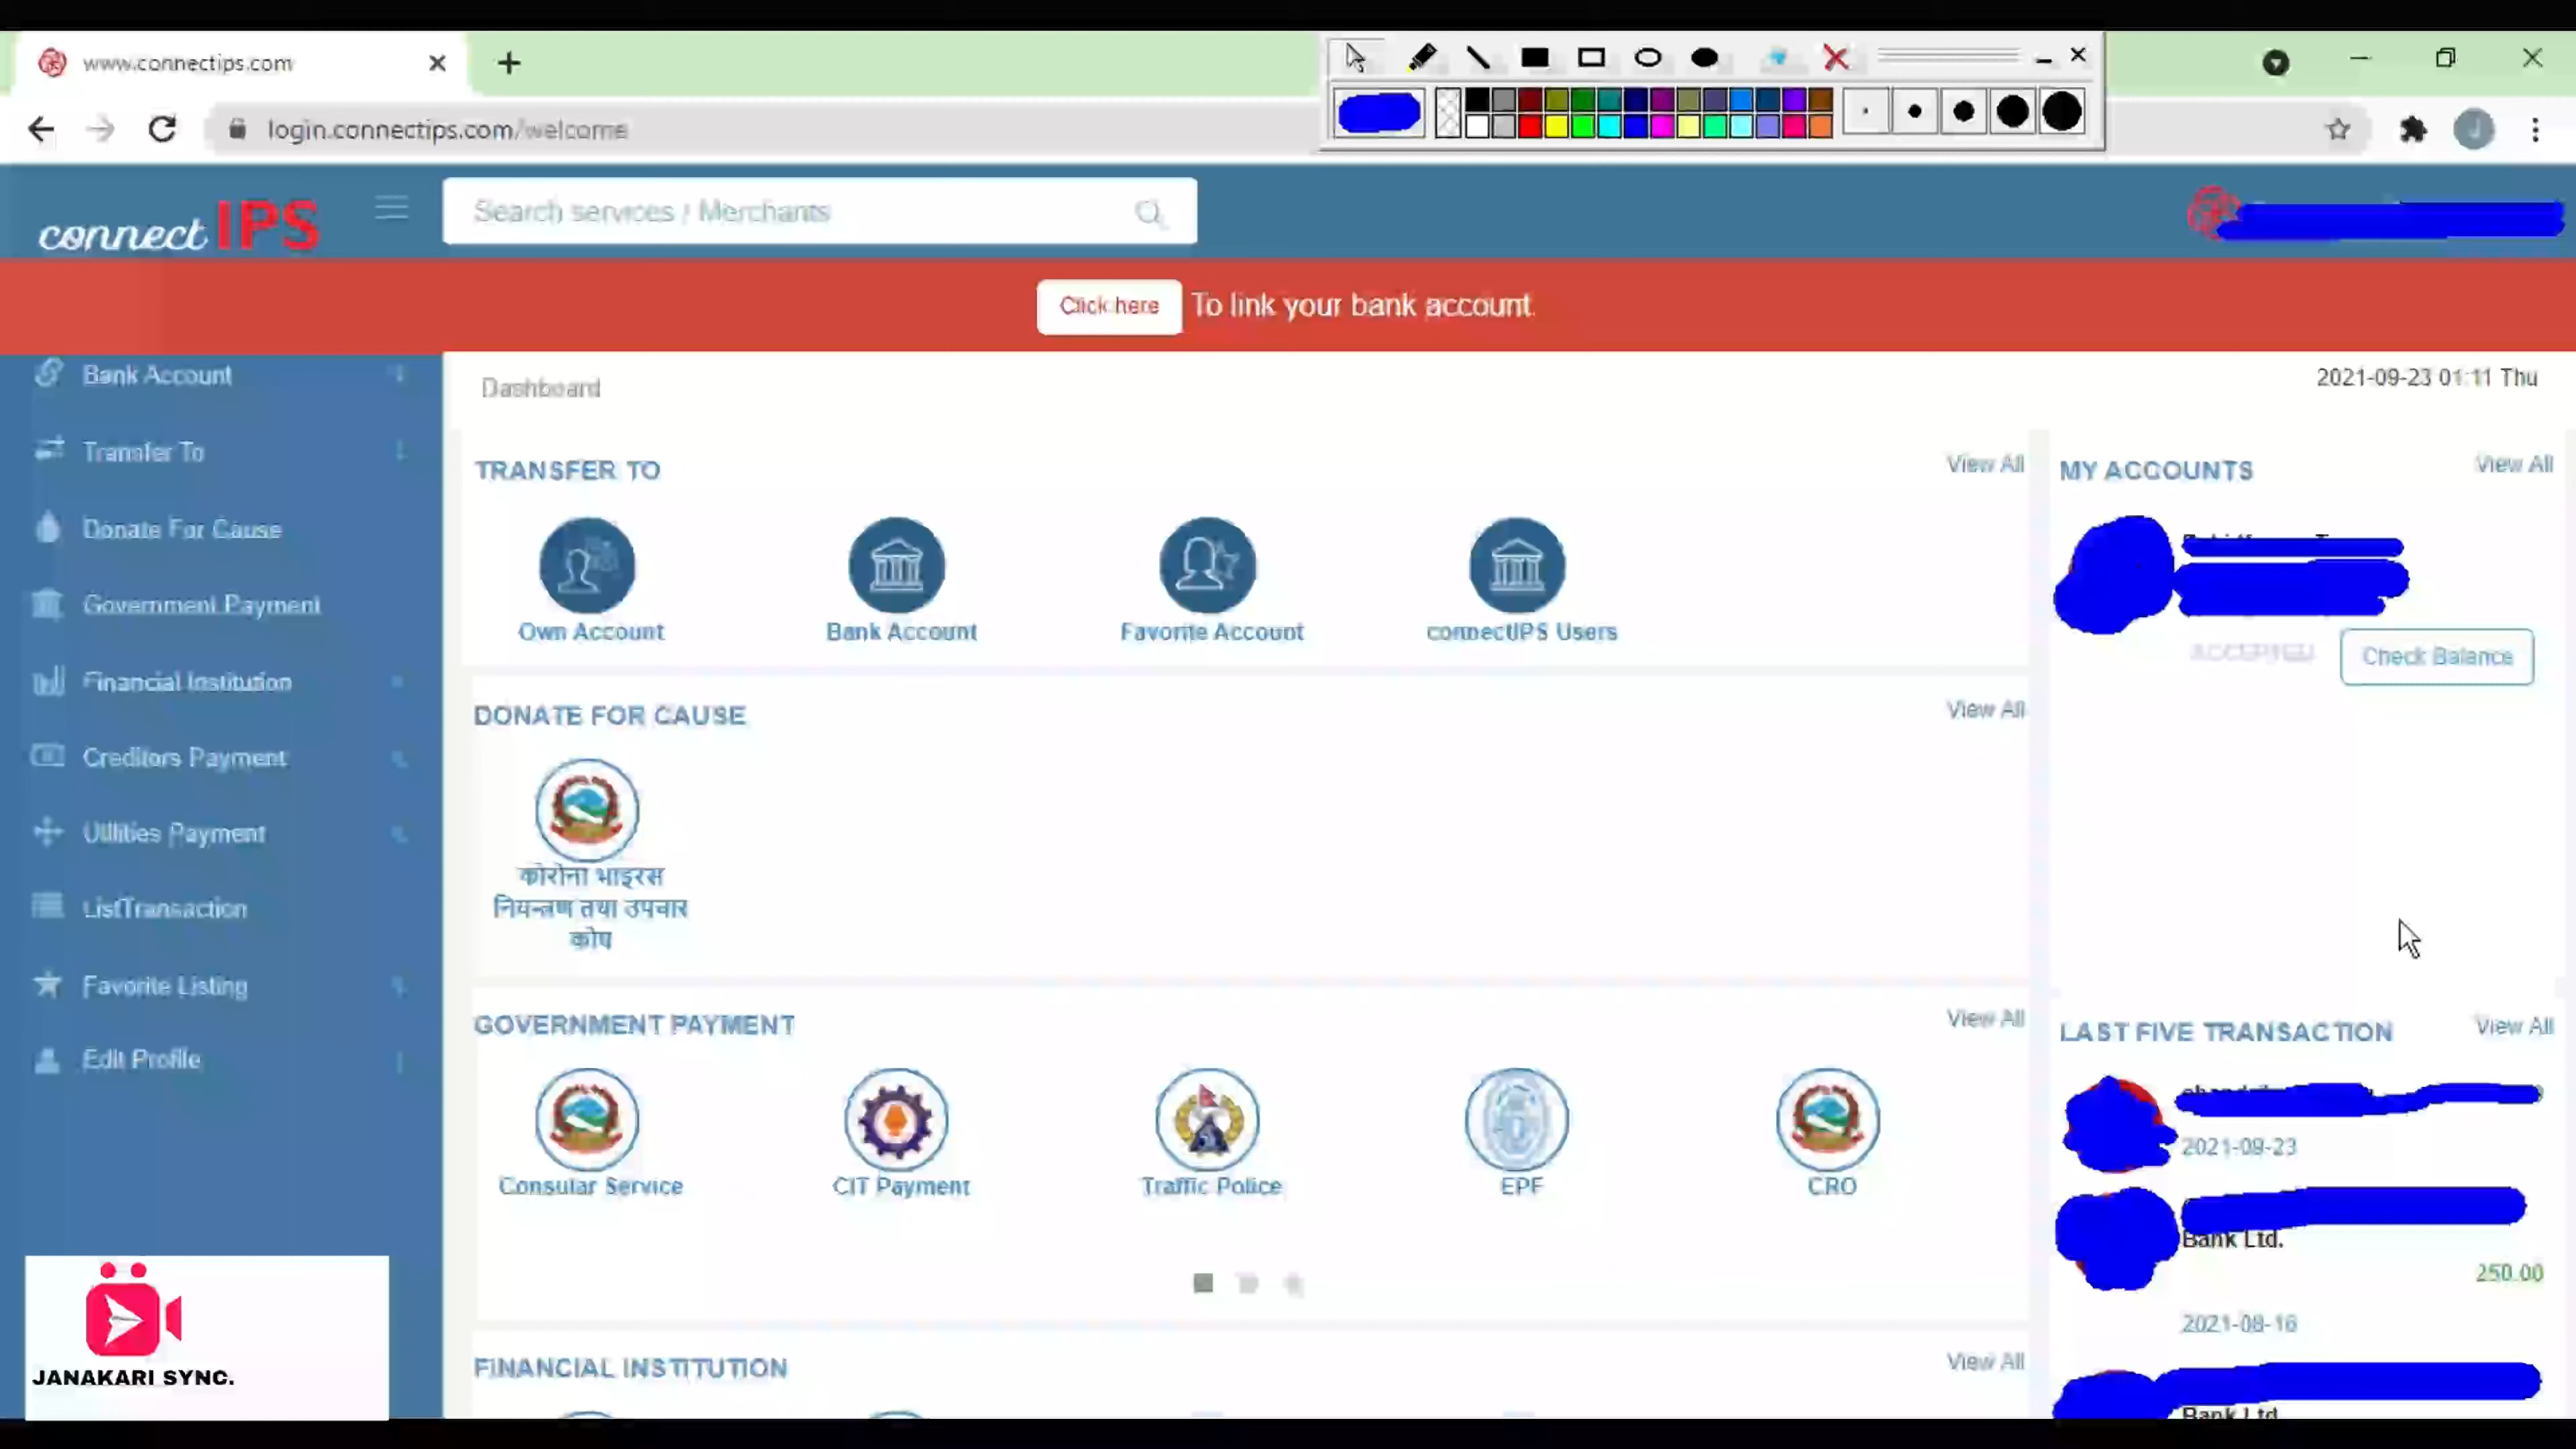 www.connectips.com
login.connectips.com/welcome
connectIPS
Search services / Merchants
Click here To link your bank account
Bank Account
Transfer To
Donate For Cause
Government Payment
Financial Institution
Creditors Payment
Utilities Payment
ListTransaction
Favorite Listing
Edit Profile
JANAKARI SYNC.
Dashboard
2021-09-23 01:11 Thu
TRANSFER TO
View All
Own Account
Bank Account
Favorite Account
connectIPS Users
DONATE FOR CAUSE
View All
कोरोना भाइरस
नियन्त्रण तथा उपचार
कोष
GOVERNMENT PAYMENT
View All
Consular Service
CIT Payment
Traffic Police
EPF
CRO
FINANCIAL INSTITUTION
View All
MY ACCOUNTS
View All
ACCEPTED
Check Balance
LAST FIVE TRANSACTION
View All
2021-09-23
Bank Ltd.
250.00
2021-08-16
Bank Ltd
J